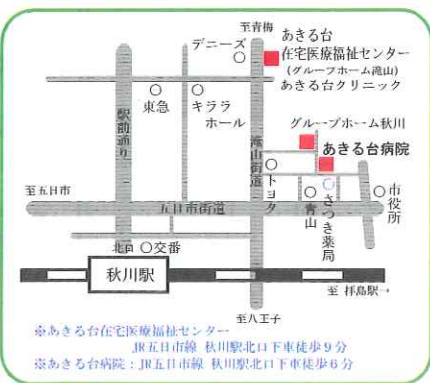 至青梅
デニーズ
あきる台
在宅医療福祉センター
(グループホーム滝山)
あきる台クリニック
東急
キララ
ホール
駅前通り
滝山街道
グループホーム秋川
あきる台病院
トヨタ
至五日市
五日市街道
青山
さつき薬局
市役所
北口
交番
秋川駅
至 拝島駅→
至八王子
※あきる台在宅医療福祉センター
JR五日市線 秋川駅北口下車徒歩9分
※あきる台病院：JR五日市線 秋川駅北口下車徒歩6分